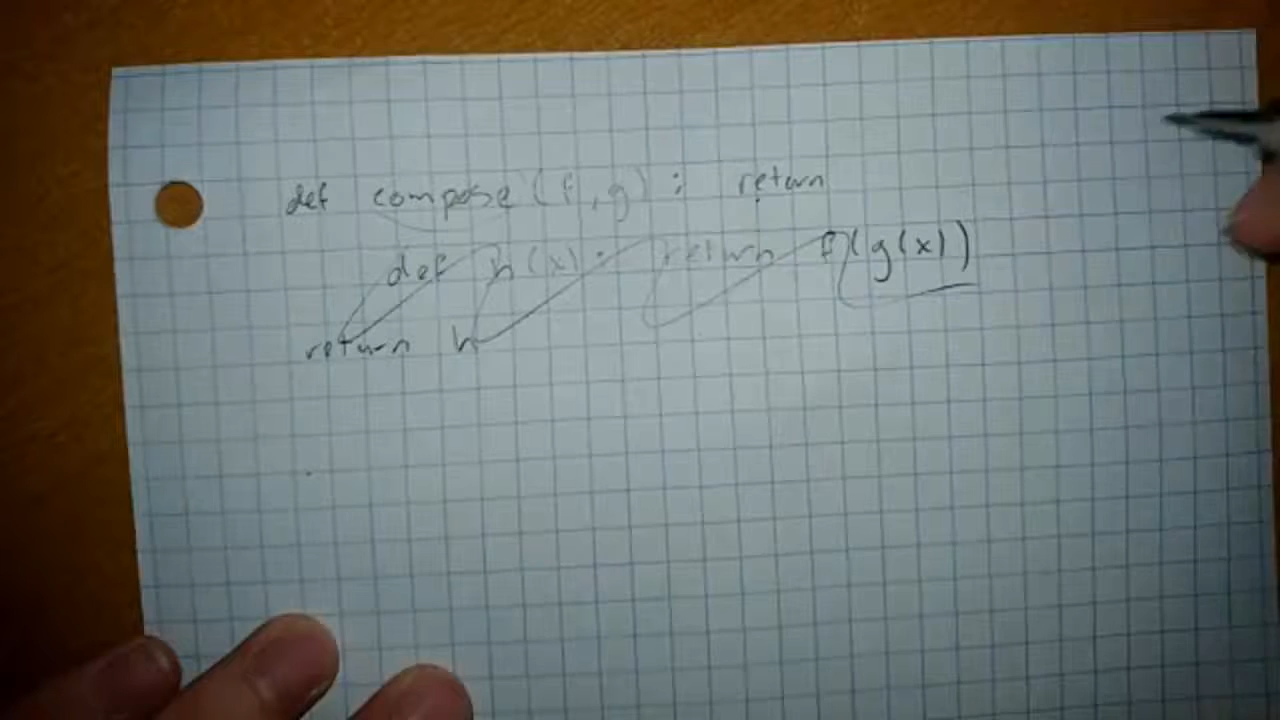 def compose(f,g): return
def h(x): return f(g(x))
return h